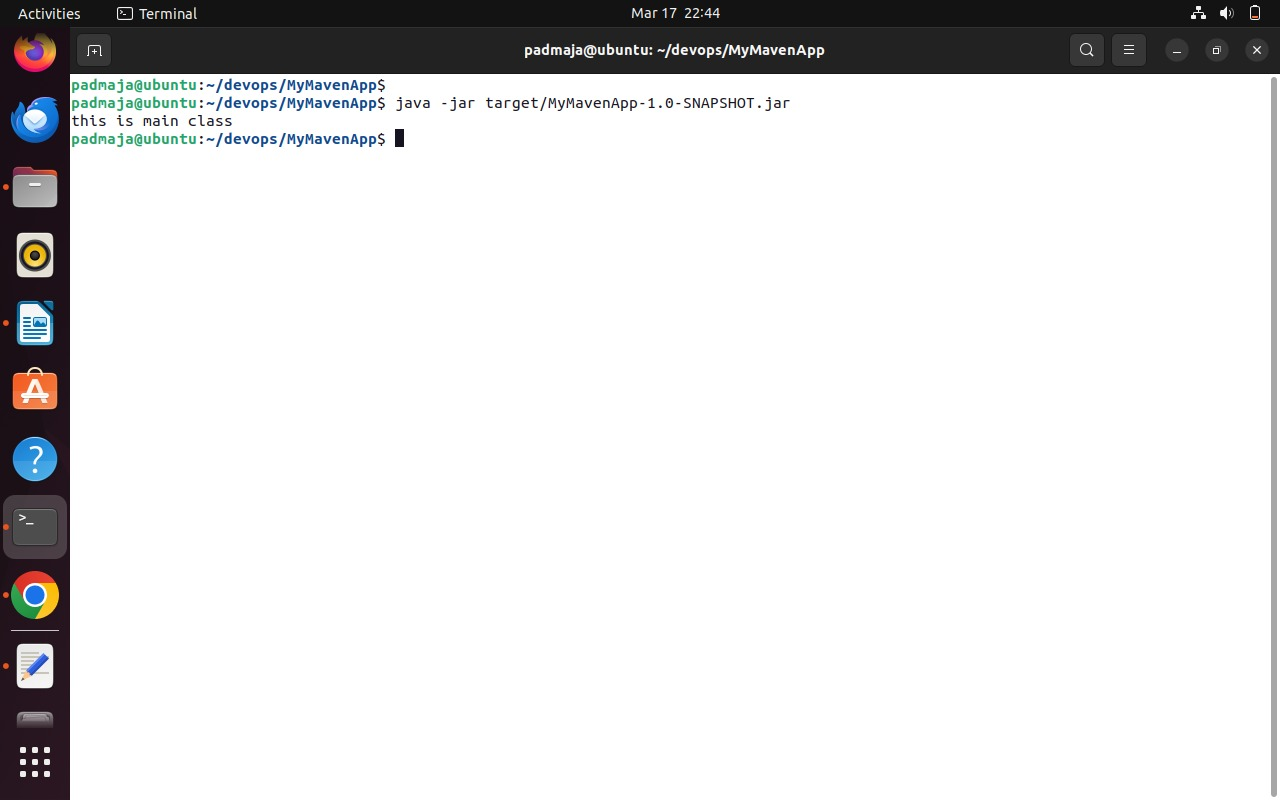 Activities
Terminal
Mar 17 22:44
padmaja@ubuntu: ~/devops/MyMavenApp
padmaja@ubuntu:~/devops/MyMavenApp$
padmaja@ubuntu:~/devops/MyMavenApp$ java -jar target/MyMavenApp-1.0-SNAPSHOT.jar
this is main class
padmaja@ubuntu:~/devops/MyMavenApp$